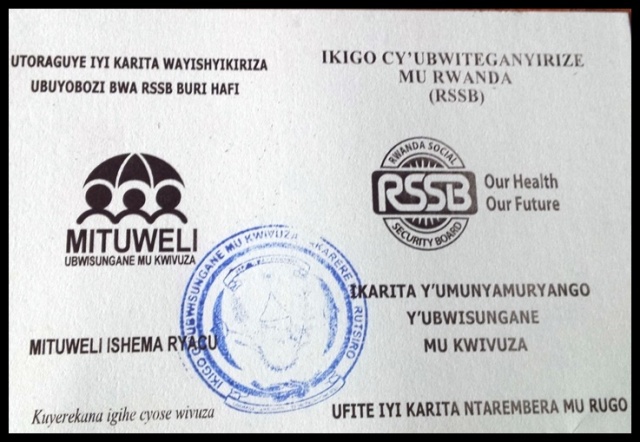 UTORAGUYE IYI KARITA WAYISHYIKIRIZA
UBUYOBOZI BWA RSSB BURI HAFI
MITUWELI
UBWISUNGANE MU KWIVUZA
MITUWELI ISHEMA RYACU
Kuyerekana igihe cyose wivuza
IKIGO CY'UBWITEGANYIRIZE
MU RWANDA
(RSSB)
RWANDA SOCIAL
RSSB
SECURITY BOARD
Our Health
Our Future
IKARITA Y'UMUNYAMURYANGO
Y'UBWISUNGANE
MU KWIVUZA
UFITE IYI KARITA NTAREMBERA MU RUGO
IKIGO UBWISUNGANE MU KWIVUZA AKARERE RUTSIRO